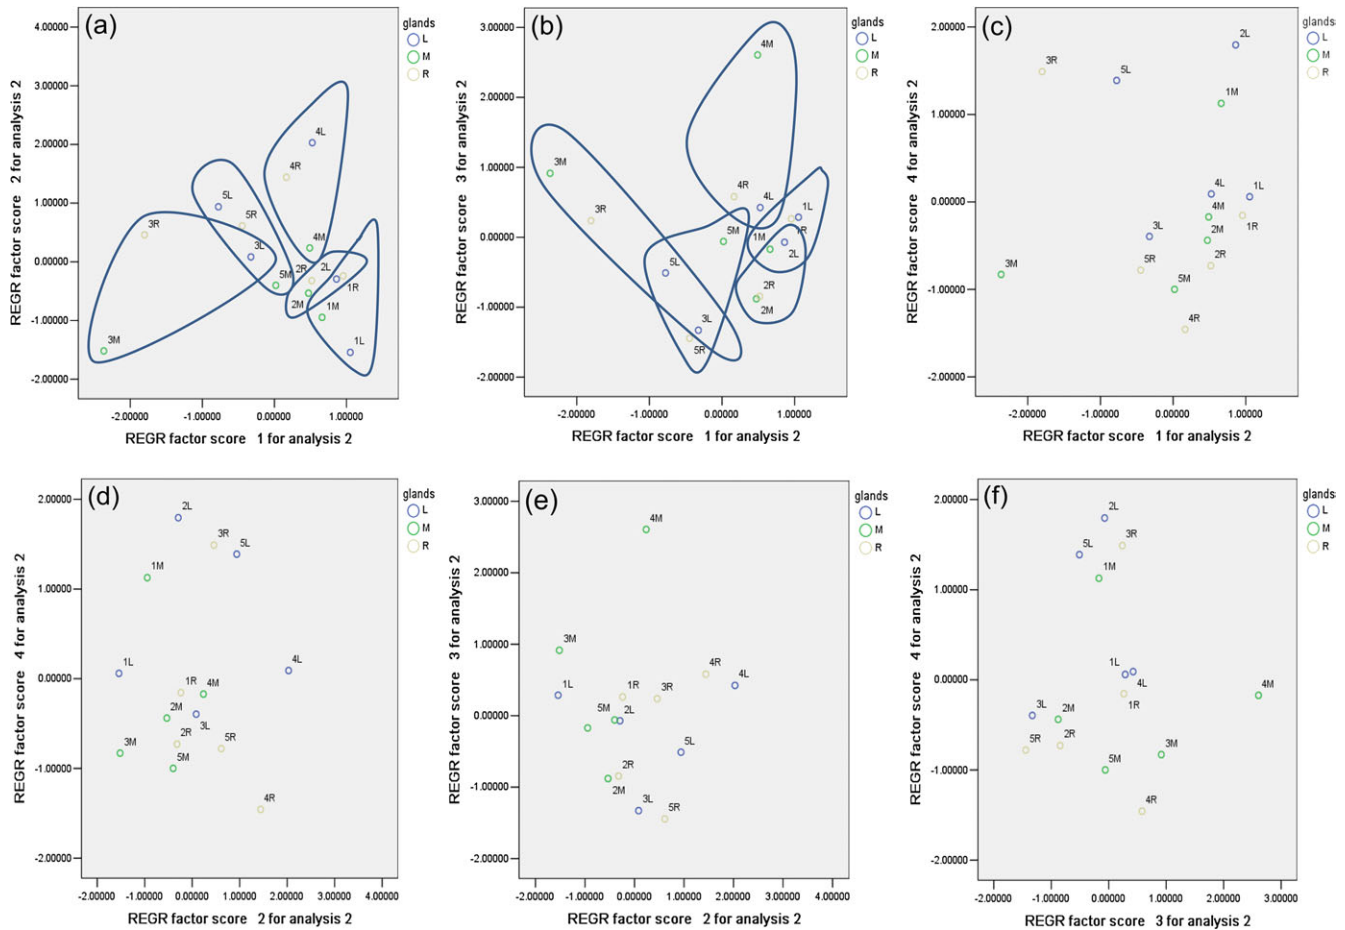 (a)
glands
L
M
R
REGR factor score 2 for analysis 2
4.00000
3.00000
2.00000
1.00000
0.00000
-1.00000
-2.00000
4L
4R
5L
5R
3R
3L
4M
5M
2R
2L
1R
2M
1M
1L
3M
-2.00000
-1.00000
0.00000
1.00000
REGR factor score 1 for analysis 2
(b)
glands
L
M
R
REGR factor score 3 for analysis 2
3.00000
2.00000
1.00000
0.00000
-1.00000
-2.00000
4M
3M
4R
4L
3R
1L
5M
1M
1R
2L
5L
2R
2M
3L
5R
-2.00000
-1.00000
0.00000
1.00000
REGR factor score 1 for analysis 2
(c)
glands
L
M
R
REGR factor score 4 for analysis 2
2.00000
1.00000
0.00000
-1.00000
-2.00000
2L
3R
5L
1M
4L
1L
4M
1R
2M
3L
2R
5R
3M
5M
4R
-2.00000
-1.00000
0.00000
1.00000
REGR factor score 1 for analysis 2
(d)
glands
L
M
R
REGR factor score 4 for analysis 2
2.00000
1.00000
0.00000
-1.00000
-2.00000
2L
3R
5L
1M
1L
4L
1R
4M
2M
3L
2R
5R
3M
5M
4R
-2.00000
-1.00000
0.00000
1.00000
2.00000
3.00000
4.00000
REGR factor score 2 for analysis 2
(e)
glands
L
M
R
REGR factor score 3 for analysis 2
3.00000
2.00000
1.00000
0.00000
-1.00000
-2.00000
4M
3M
4R
4L
1L
1R
3R
5M
2L
5L
2R
2M
3L
5R
-2.00000
-1.00000
0.00000
1.00000
2.00000
3.00000
4.00000
REGR factor score 2 for analysis 2
(f)
glands
L
M
R
REGR factor score 4 for analysis 2
2.00000
1.00000
0.00000
-1.00000
-2.00000
2L
3R
5L
1M
1L
4L
1R
4M
3L
2M
5R
2R
3M
5M
4R
-2.00000
-1.00000
0.00000
1.00000
2.00000
3.00000
REGR factor score 3 for analysis 2